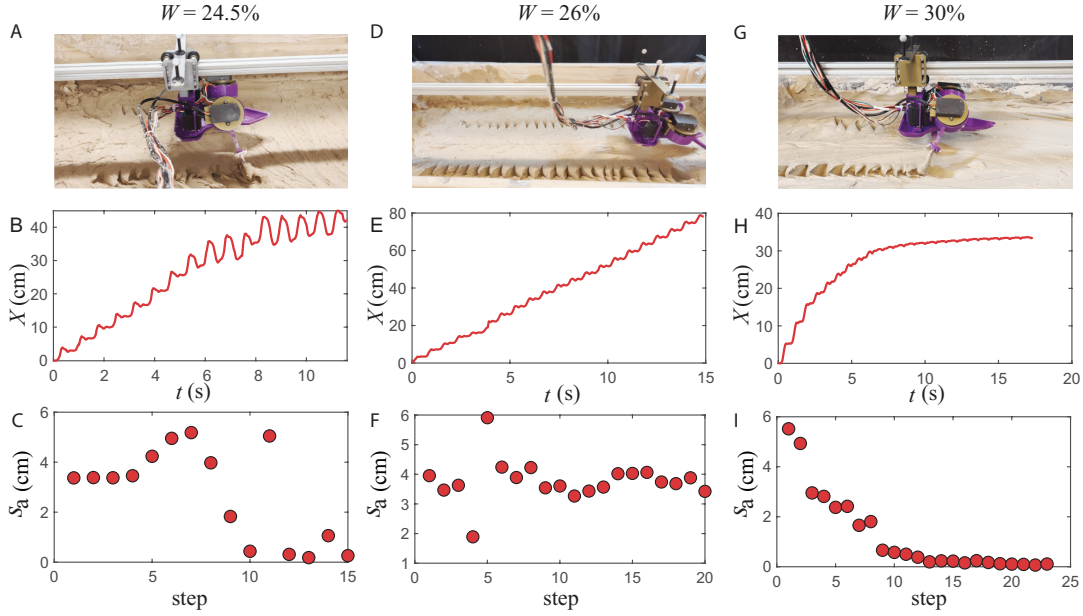 W = 24.5%
W = 26%
W = 30%
A
D
G
B
X (cm)
40
30
20
10
0
0 2 4 6 8 10
t (s)
E
X (cm)
80
60
40
20
0
0 5 10 15
t (s)
H
X (cm)
40
30
20
10
0
0 5 10 15 20
t (s)
C
Sa (cm)
6
4
2
0
0 5 10 15
step
F
Sa (cm)
6
5
4
3
2
1
0 5 10 15 20
step
I
Sa (cm)
6
4
2
0
0 5 10 15 20 25
step